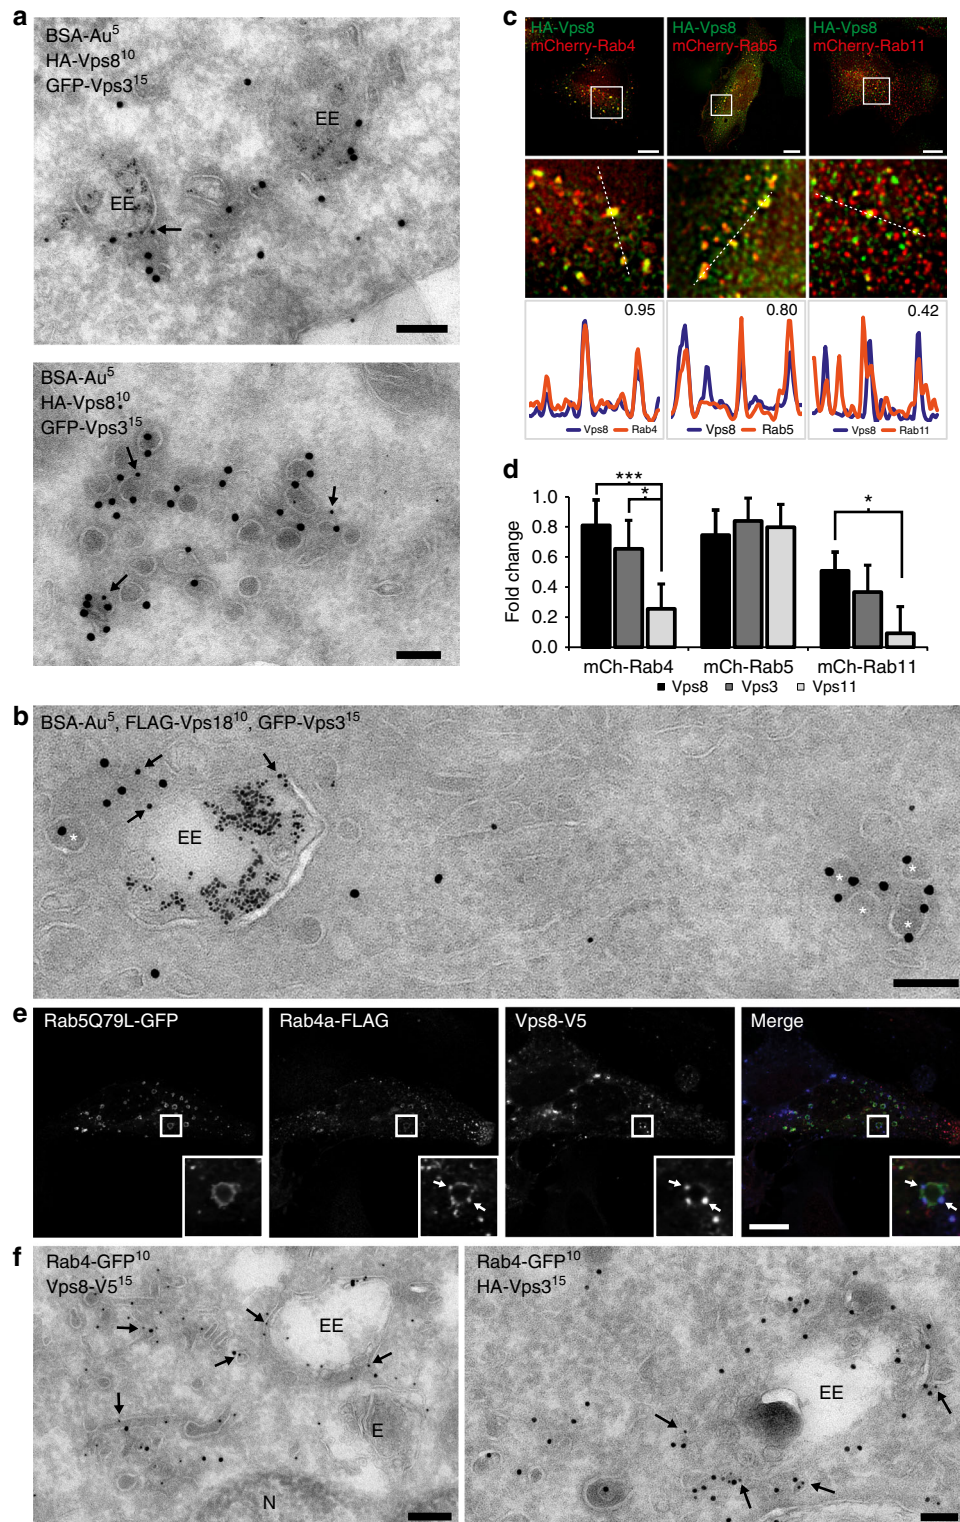 a
BSA-Au⁵
HA-Vps8¹⁰
GFP-Vps3¹⁵
EE
EE
BSA-Au⁵
HA-Vps8¹⁰
GFP-Vps3¹⁵
c
HA-Vps8
mCherry-Rab4
HA-Vps8
mCherry-Rab5
HA-Vps8
mCherry-Rab11
0.95
0.80
0.42
Vps8 Rab4
Vps8 Rab5
Vps8 Rab11
d
Fold change
1.0
0.8
0.6
0.4
0.2
0.0
***
*
*
mCh-Rab4
mCh-Rab5
mCh-Rab11
Vps8 Vps3 Vps11
b
BSA-Au⁵, FLAG-Vps18¹⁰, GFP-Vps3¹⁵
EE
*
*
*
*
*
e
Rab5Q79L-GFP
Rab4a-FLAG
Vps8-V5
Merge
f
Rab4-GFP¹⁰
Vps8-V5¹⁵
EE
E
N
Rab4-GFP¹⁰
HA-Vps3¹⁵
EE